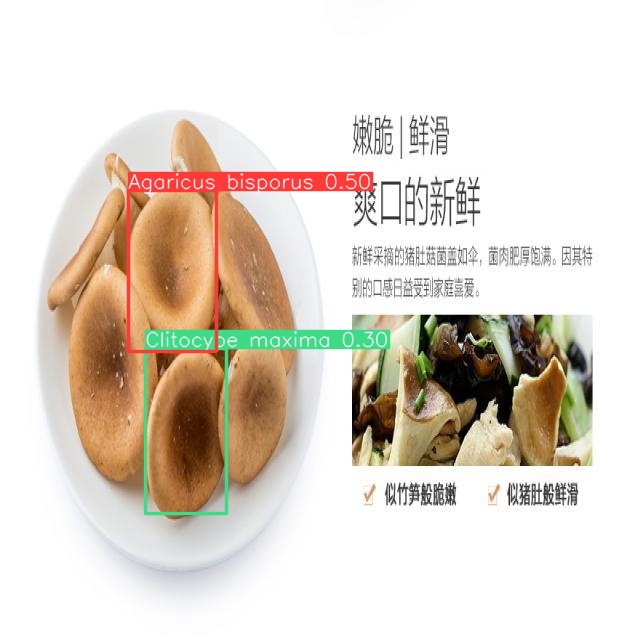 嫩脆 | 鲜滑
Agaricus bisporus 0.50
爽口的新鲜
新鲜采摘的猪肚菇菌盖如伞，菌肉肥厚饱满。因其特
别的口感日益受到家庭喜爱。
Clitocybe maxima 0.30
似竹笋般脆嫩
似猪肚般鲜滑